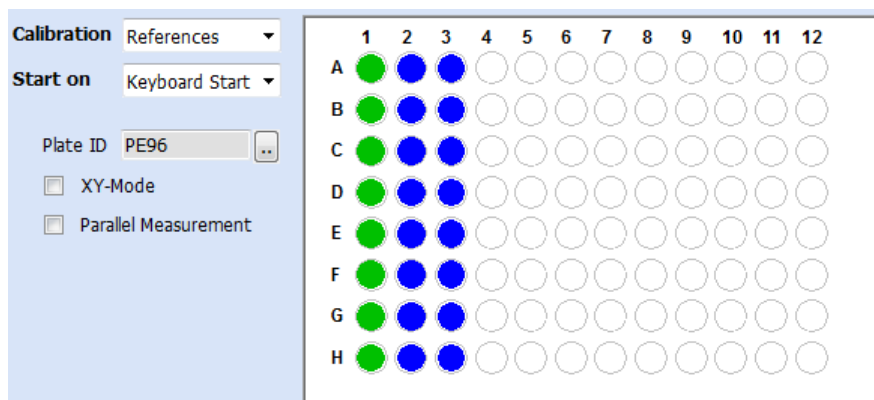 Calibration References
Start on Keyboard Start
Plate ID PE96 ..
XY-Mode
Parallel Measurement
1 2 3 4 5 6 7 8 9 10 11 12
A
B
C
D
E
F
G
H